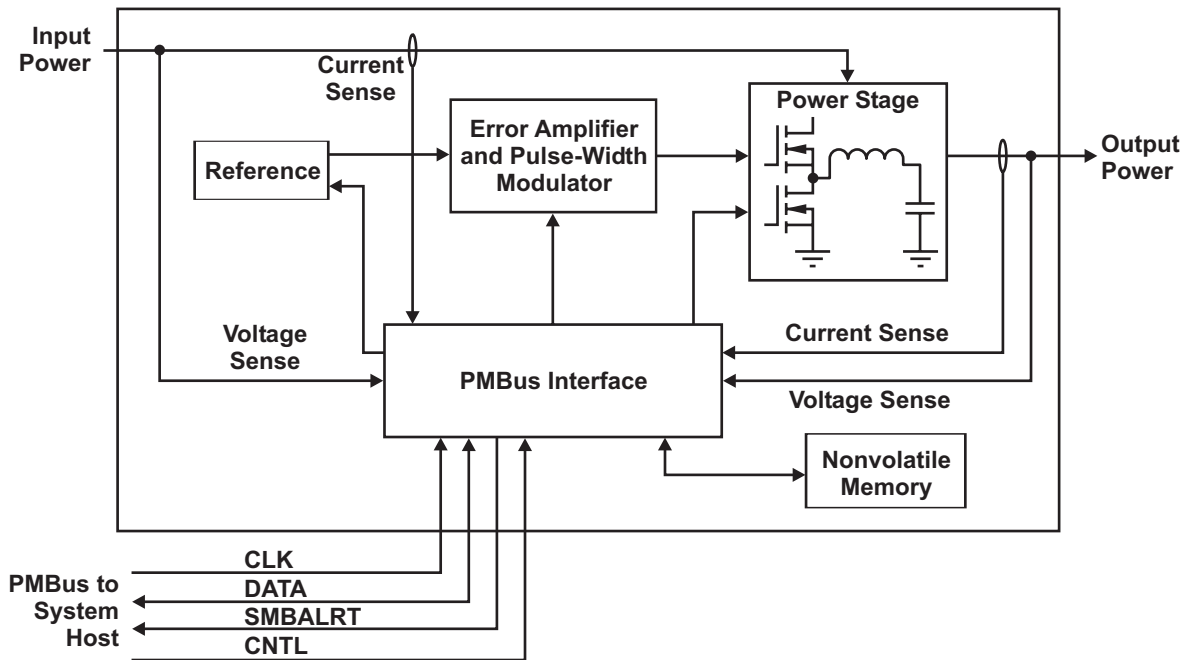 Input
Power
Current
Sense
Power Stage
Error Amplifier
and Pulse-Width
Modulator
Reference
Output
Power
Voltage
Sense
Current Sense
PMBus Interface
Voltage Sense
Nonvolatile
Memory
PMBus to
System
Host
CLK
DATA
SMBALRT
CNTL